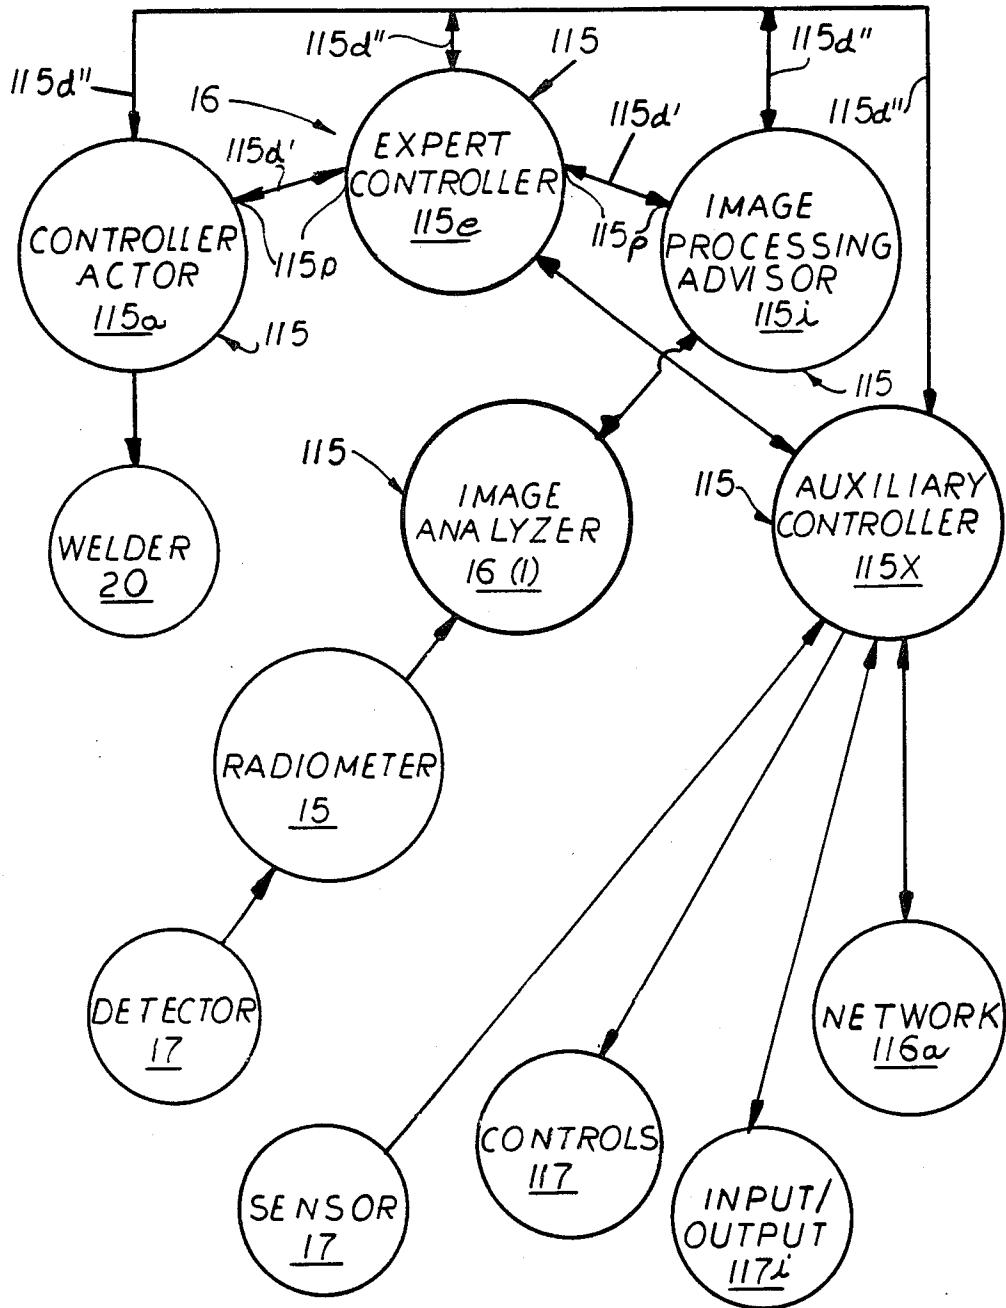 115d"
115d"
115
115d"
115d"
16
115d'
115d'
EXPERT
CONTROLLER
115e
115p
115p
115p
CONTROLLER
ACTOR
115a
115
IMAGE
PROCESSING
ADVISOR
115i
115
WELDER
20
115
IMAGE
ANALYZER
16(1)
115
AUXILIARY
CONTROLLER
115X
RADIOMETER
15
DETECTOR
17
NETWORK
116a
SENSOR
17
CONTROLS
117
INPUT/
OUTPUT
117i